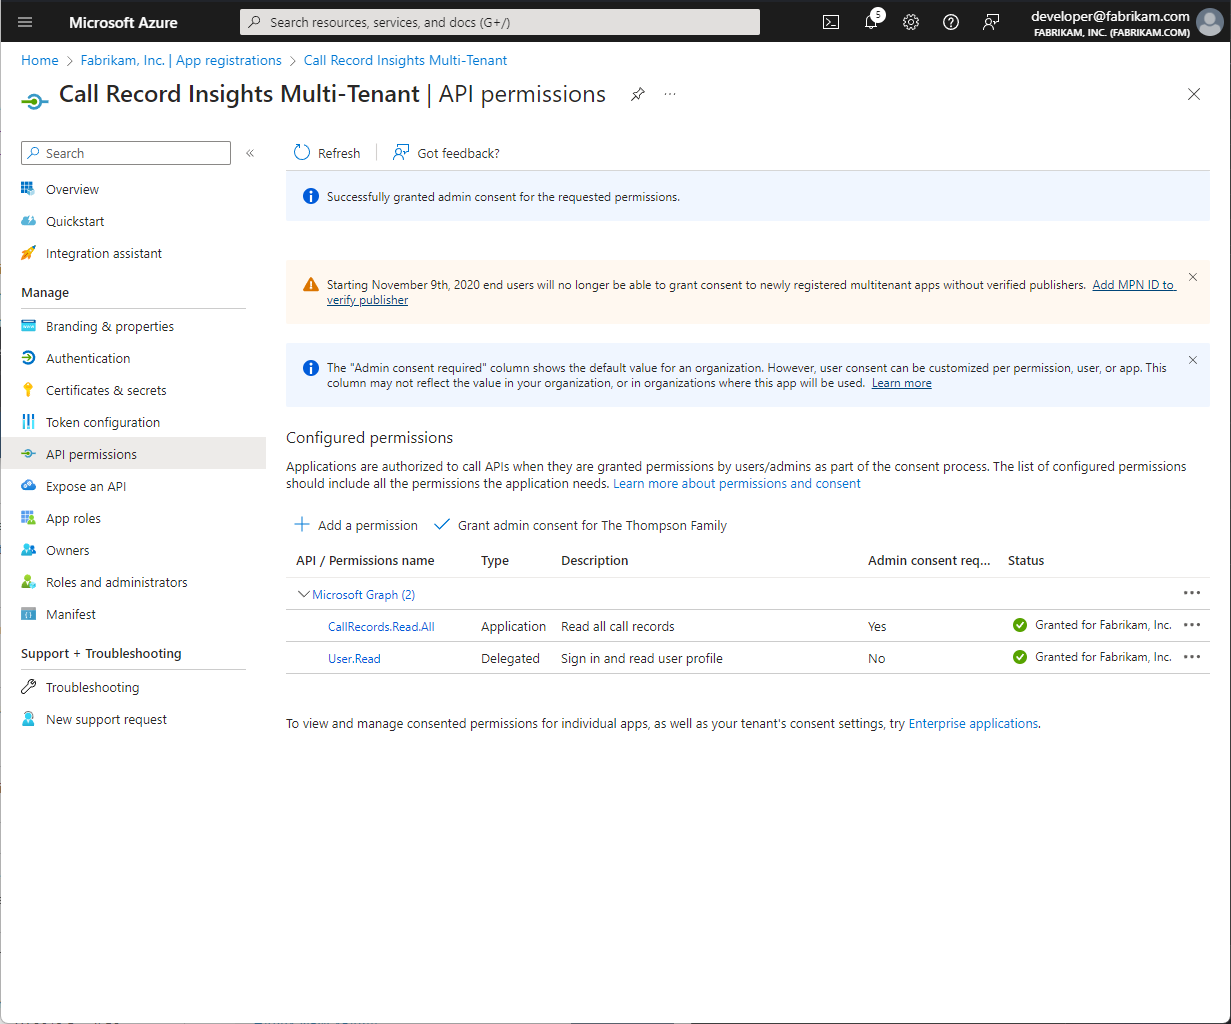 Microsoft Azure
Search resources, services, and docs (G+/)
5
developer@fabrikam.com
FABRIKAM, INC. (FABRIKAM.COM)
Home > Fabrikam, Inc. | App registrations > Call Record Insights Multi-Tenant
Call Record Insights Multi-Tenant | API permissions
Search
Refresh
Got feedback?
Overview
Quickstart
Integration assistant
Manage
Branding & properties
Authentication
Certificates & secrets
Token configuration
API permissions
Expose an API
App roles
Owners
Roles and administrators
Manifest
Support + Troubleshooting
Troubleshooting
New support request
Successfully granted admin consent for the requested permissions.
Starting November 9th, 2020 end users will no longer be able to grant consent to newly registered multitenant apps without verified publishers. Add MPN ID to
verify publisher
The "Admin consent required" column shows the default value for an organization. However, user consent can be customized per permission, user, or app. This
column may not reflect the value in your organization, or in organizations where this app will be used. Learn more
Configured permissions
Applications are authorized to call APIs when they are granted permissions by users/admins as part of the consent process. The list of configured permissions
should include all the permissions the application needs. Learn more about permissions and consent
Add a permission
Grant admin consent for The Thompson Family
API / Permissions name Type Description Admin consent req... Status
Microsoft Graph (2)
CallRecords.Read.All Application Read all call records Yes Granted for Fabrikam, Inc.
User.Read Delegated Sign in and read user profile No Granted for Fabrikam, Inc.
To view and manage consented permissions for individual apps, as well as your tenant's consent settings, try Enterprise applications.